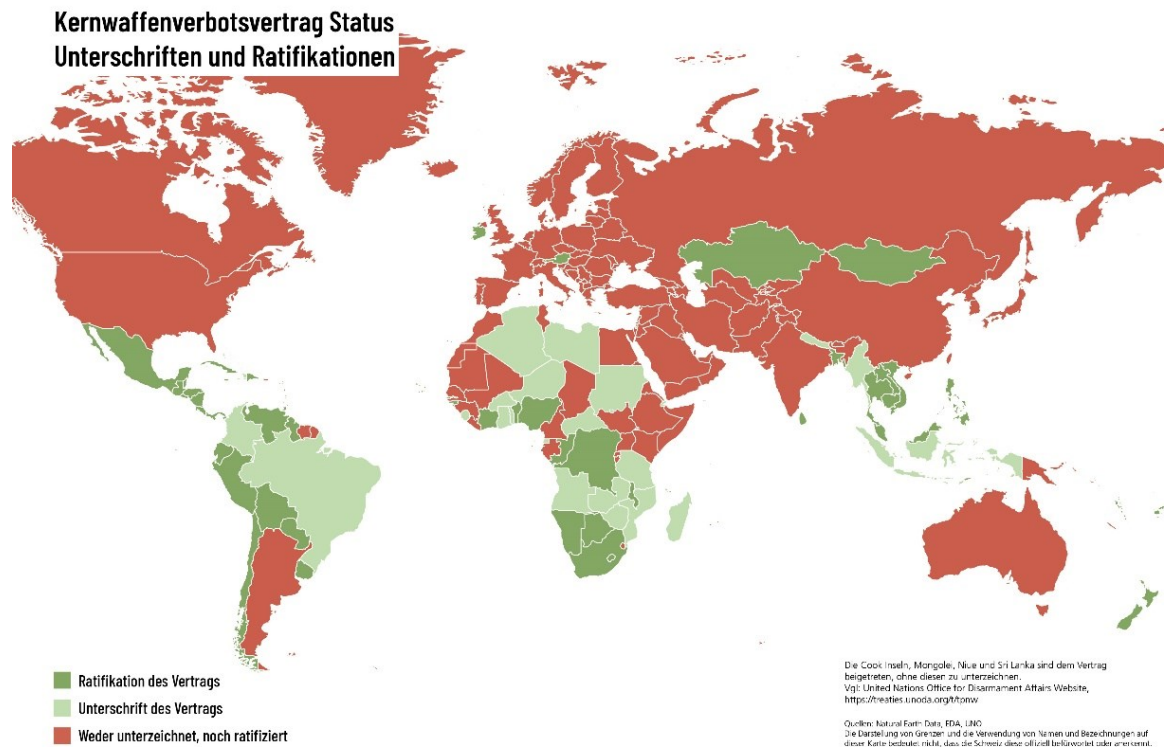 Kernwaffenverbotsvertrag Status
Unterschriften und Ratifikationen
Ratifikation des Vertrags
Unterschrift des Vertrags
Weder unterzeichnet, noch ratifiziert
Die Cook Inseln, Mongolei, Niue und Sri Lanka sind dem Vertrag
beigetreten, ohne diesen zu unterzeichnen.
Vgl: United Nations Office for Disarmament Affairs Website,
https://treaties.unoda.org/t/tpnw
Quellen: Natural Earth Data, EDA, UNO
Die Darstellung von Grenzen und die Verwendung von Namen und Bezeichnungen auf
dieser Karte bedeutet nicht, dass die Schweiz diese offiziell befürwortet oder anerkennt.